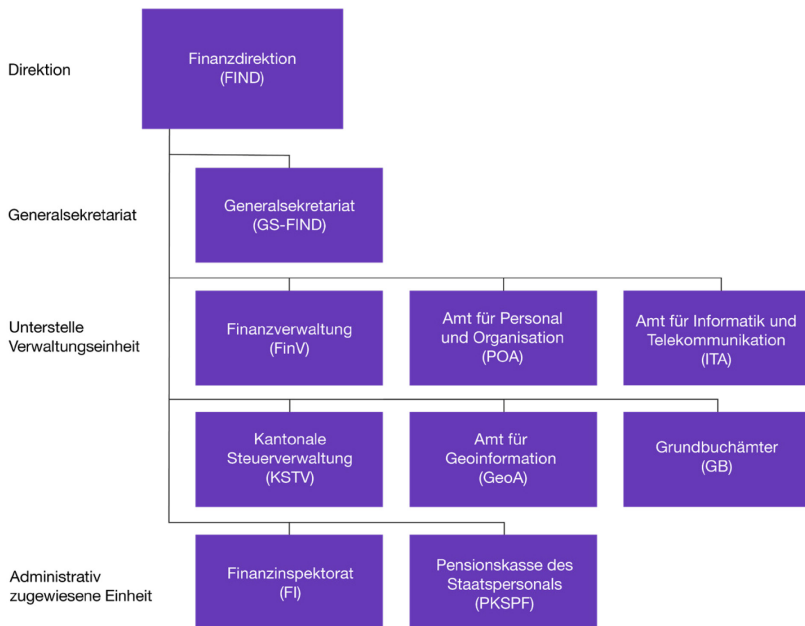 Direktion
Finanzdirektion
(FIND)
Generalsekretariat
Generalsekretariat
(GS-FIND)
Unterstelle
Verwaltungseinheit
Finanzverwaltung
(FinV)
Amt für Personal
und Organisation
(POA)
Amt für Informatik und
Telekommunikation
(ITA)
Kantonale
Steuerverwaltung
(KSTV)
Amt für
Geoinformation
(GeoA)
Grundbuchämter
(GB)
Administrativ
zugewiesene Einheit
Finanzinspektorat
(FI)
Pensionskasse des
Staatspersonals
(PKSPF)